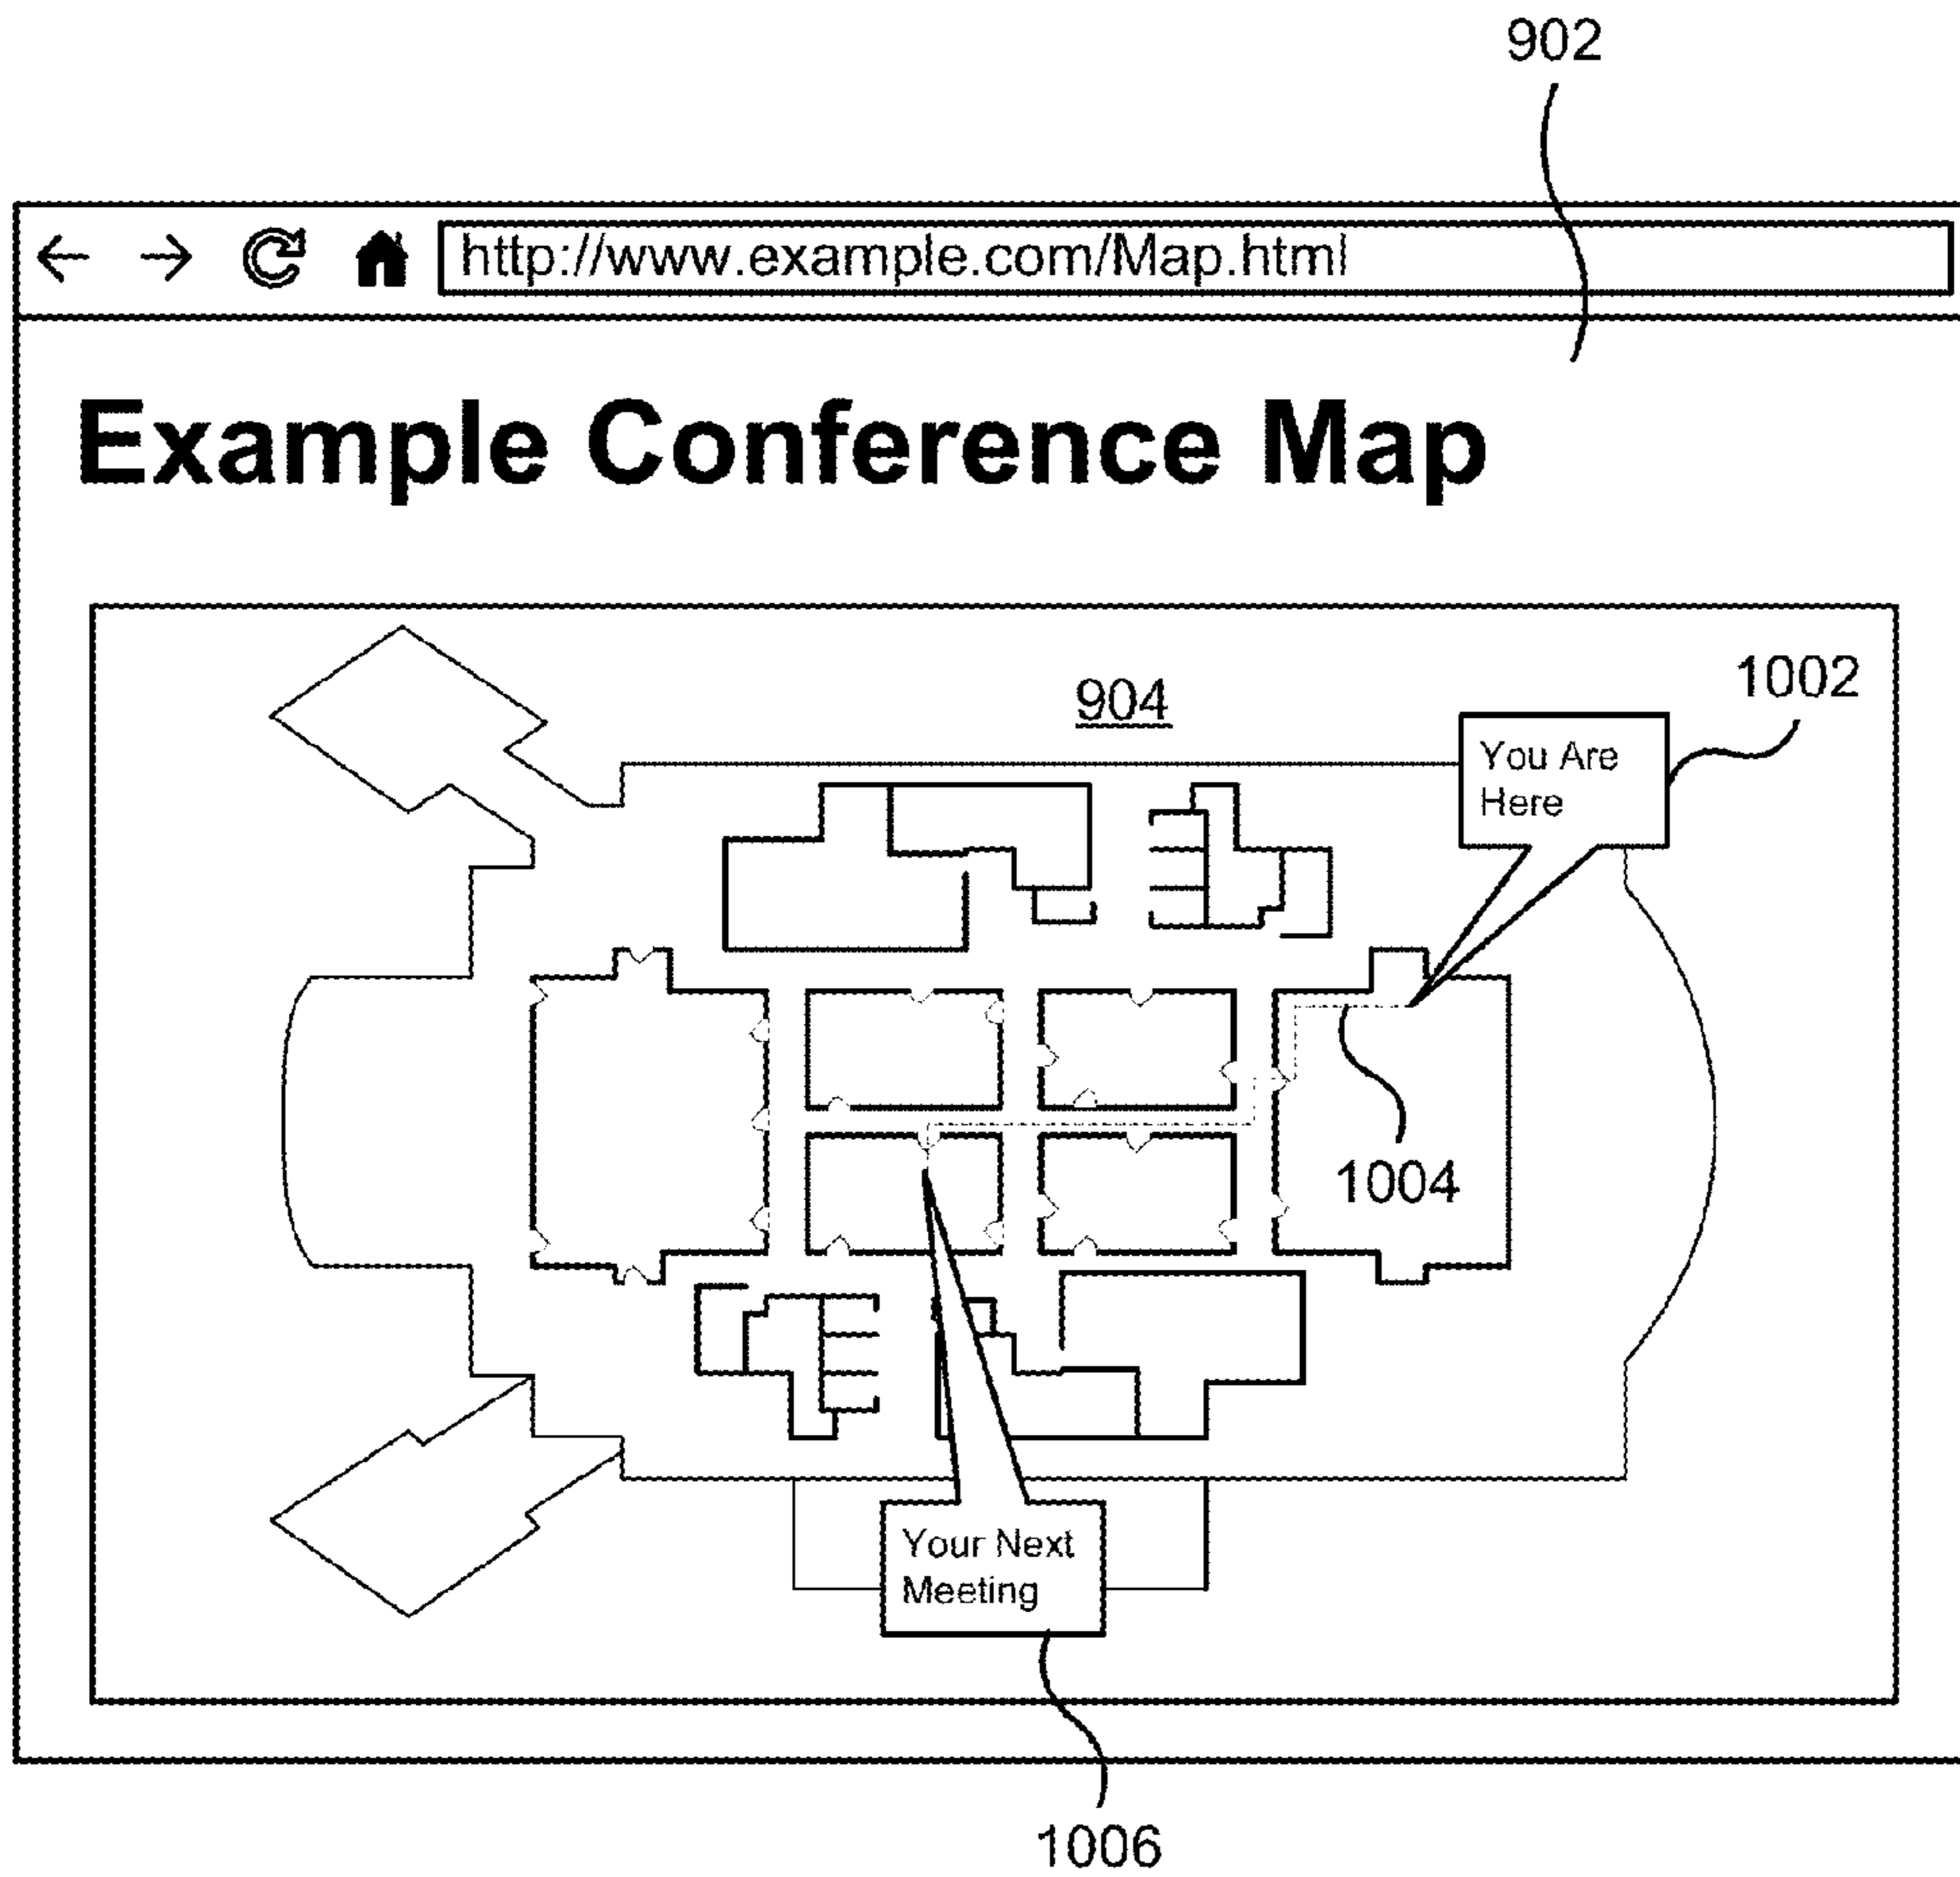 902
http://www.example.com/Map.html
Example Conference Map
904
1002
You Are
Here
1004
Your Next
Meeting
1006